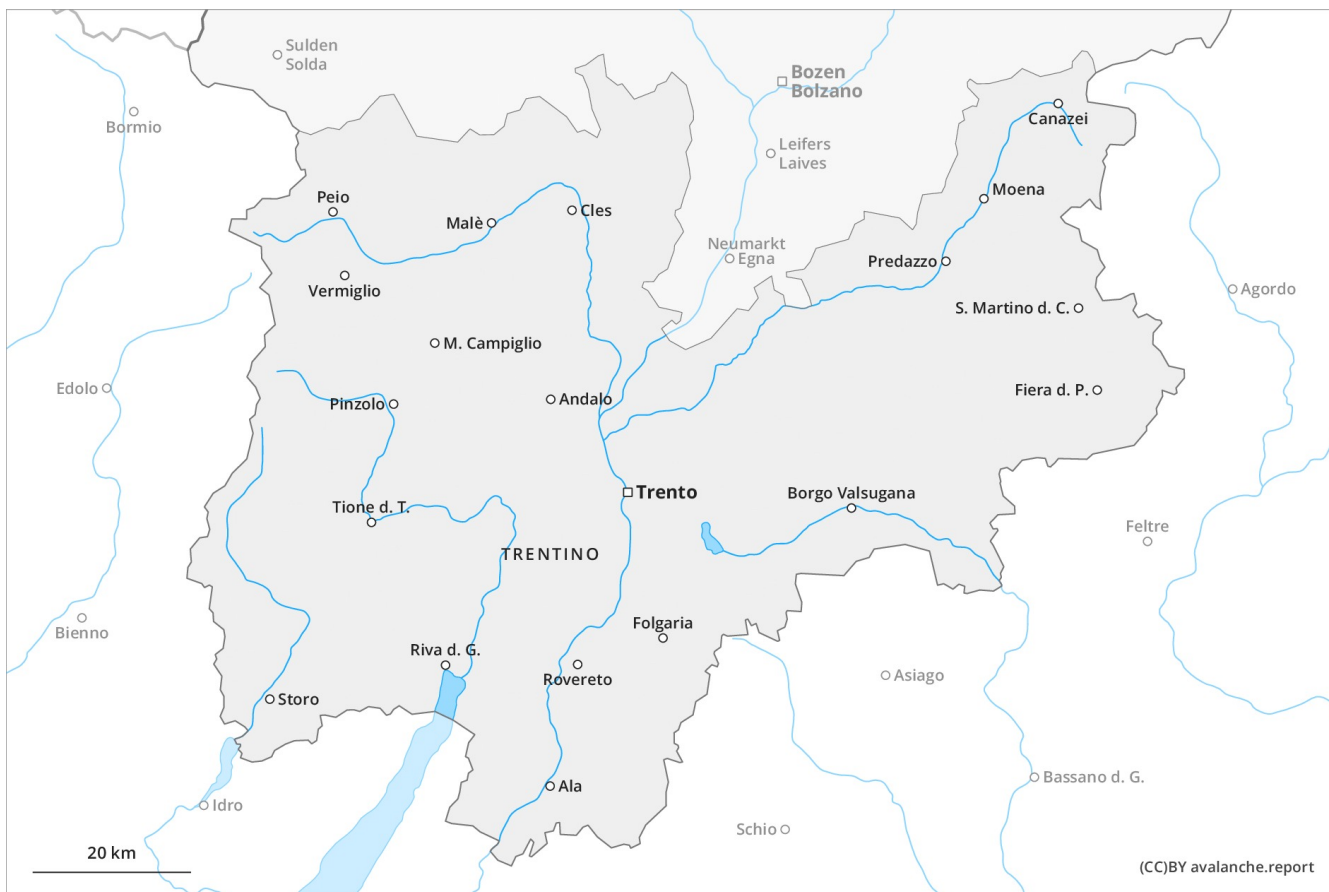 Sulden
Solda
Bozen
Bolzano
Bormio
Canazei
Leifers
Laives
Peio
Moena
Malè
Cles
Neumarkt
Egna
Predazzo
Vermiglio
Agordo
S. Martino d. C.
M. Campiglio
Edolo
Pinzolo
Andalo
Fiera d. P.
Trento
Borgo Valsugana
Tione d. T.
Feltre
TRENTINO
Bienno
Folgaria
Riva d. G.
Rovereto
Asiago
Storo
Bassano d. G.
Ala
Idro
Schio
20 km
(CC)BY avalanche.report